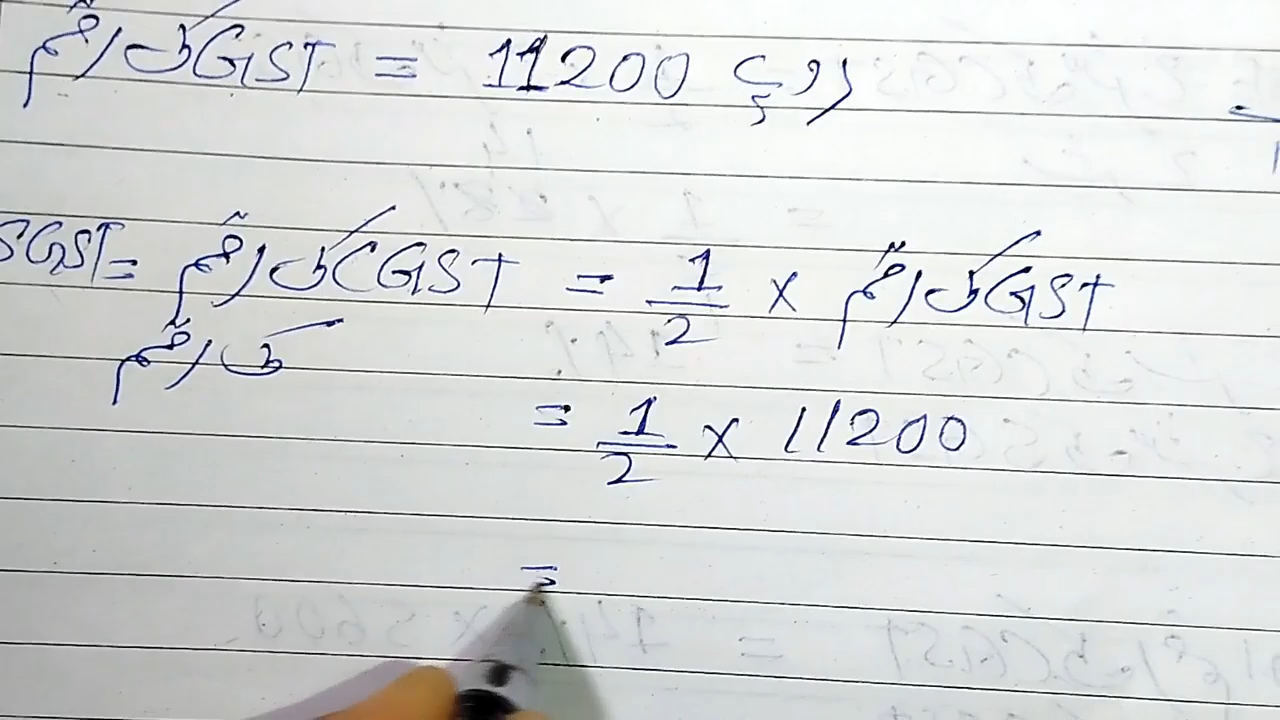 GST کی رقم = 11200 روپے
SGST = CGST کی رقم = 1/2 × GST کی رقم
کی رقم
= 1/2 × 11200
=